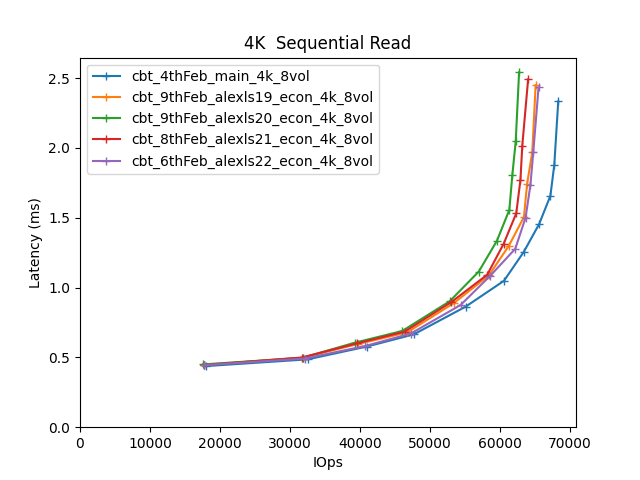 4K  Sequential Read
cbt_4thFeb_main_4k_8vol
cbt_9thFeb_alexls19_econ_4k_8vol
cbt_9thFeb_alexls20_econ_4k_8vol
cbt_8thFeb_alexls21_econ_4k_8vol
cbt_6thFeb_alexls22_econ_4k_8vol
Latency (ms)
2.5
2.0
1.5
1.0
0.5
0.0
0 10000 20000 30000 40000 50000 60000 70000
IOps